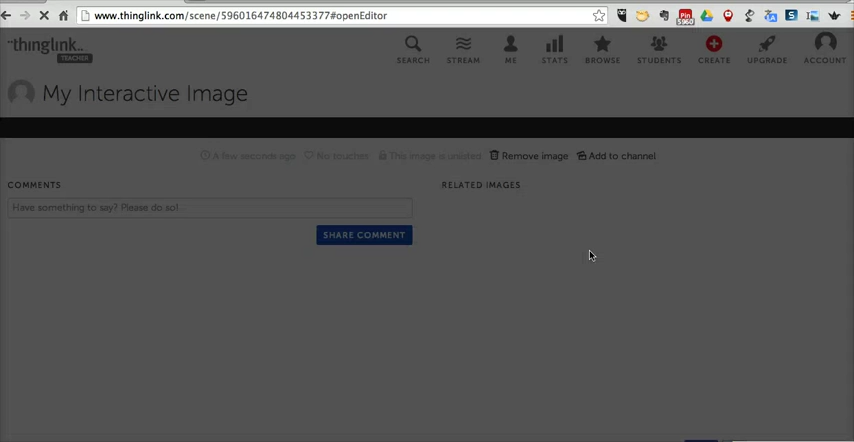 www.thinglink.com/scene/596016474804453377#openEditor
Pin
5960
thinglink..
TEACHER
SEARCH STREAM ME STATS BROWSE STUDENTS CREATE UPGRADE ACCOUNT
My Interactive Image
A few seconds ago No touches This image is unlisted Remove image Add to channel
COMMENTS
RELATED IMAGES
Have something to say? Please do so!
SHARE COMMENT